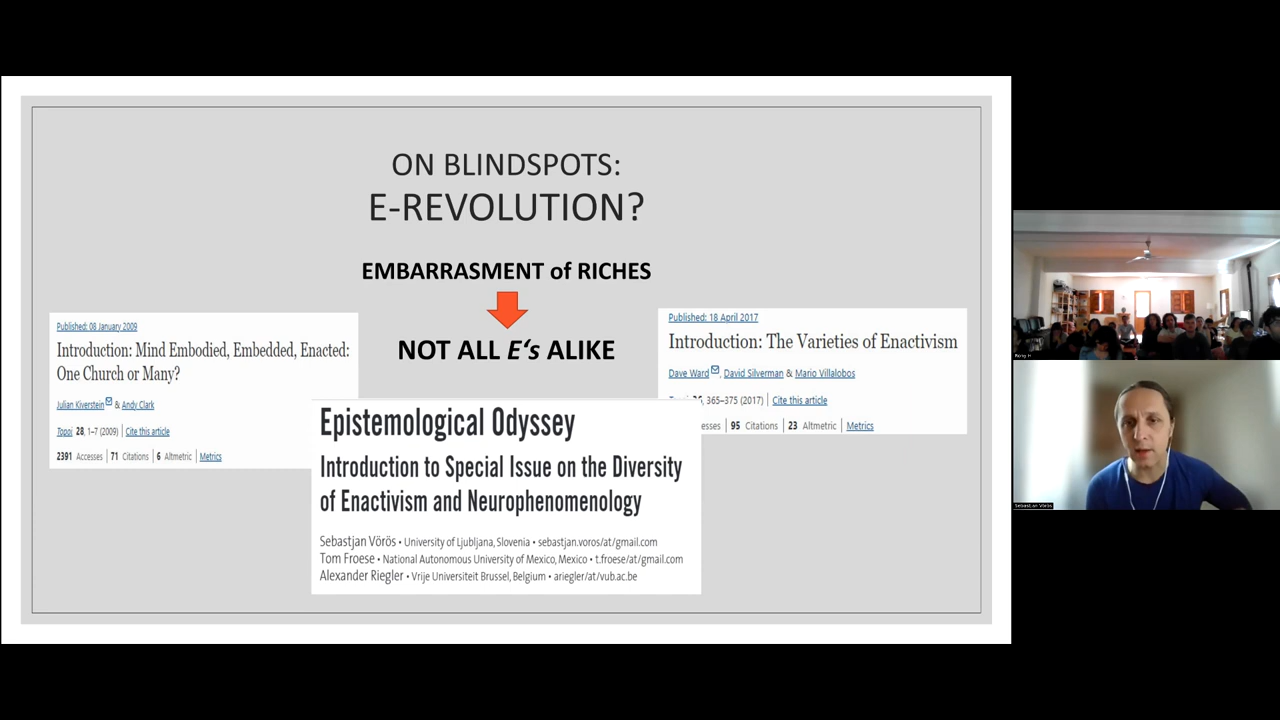 ON BLINDSPOTS:
E-REVOLUTION?
EMBARRASMENT of RICHES
NOT ALL E's ALIKE
Published: 08 January 2009
Introduction: Mind Embodied, Embedded, Enacted:
One Church or Many?
Julian Kiverstein & Andy Clark
Topoi 28, 1–7 (2009) | Cite this article
2391 Accesses | 71 Citations | 6 Altmetric | Metrics
Published: 18 April 2017
Introduction: The Varieties of Enactivism
Dave Ward, David Silverman & Mario Villalobos
365–375 (2017) | Cite this article
95 Citations | 23 Altmetric | Metrics
Epistemological Odyssey
Introduction to Special Issue on the Diversity
of Enactivism and Neurophenomenology
Sebastjan Vörös • University of Ljubljana, Slovenia • sebastjan.voros/at/gmail.com
Tom Froese • National Autonomous University of Mexico, Mexico • t.froese/at/gmail.com
Alexander Riegler • Vrije Universiteit Brussel, Belgium • ariegler/at/vub.ac.be